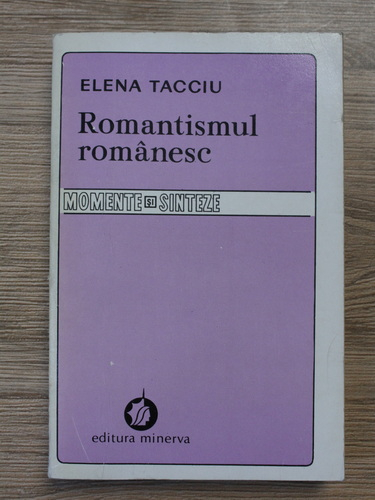 ELENA TACCIU
Romantismul
românesc
MOMENTE ȘI SINTEZE
editura minerva